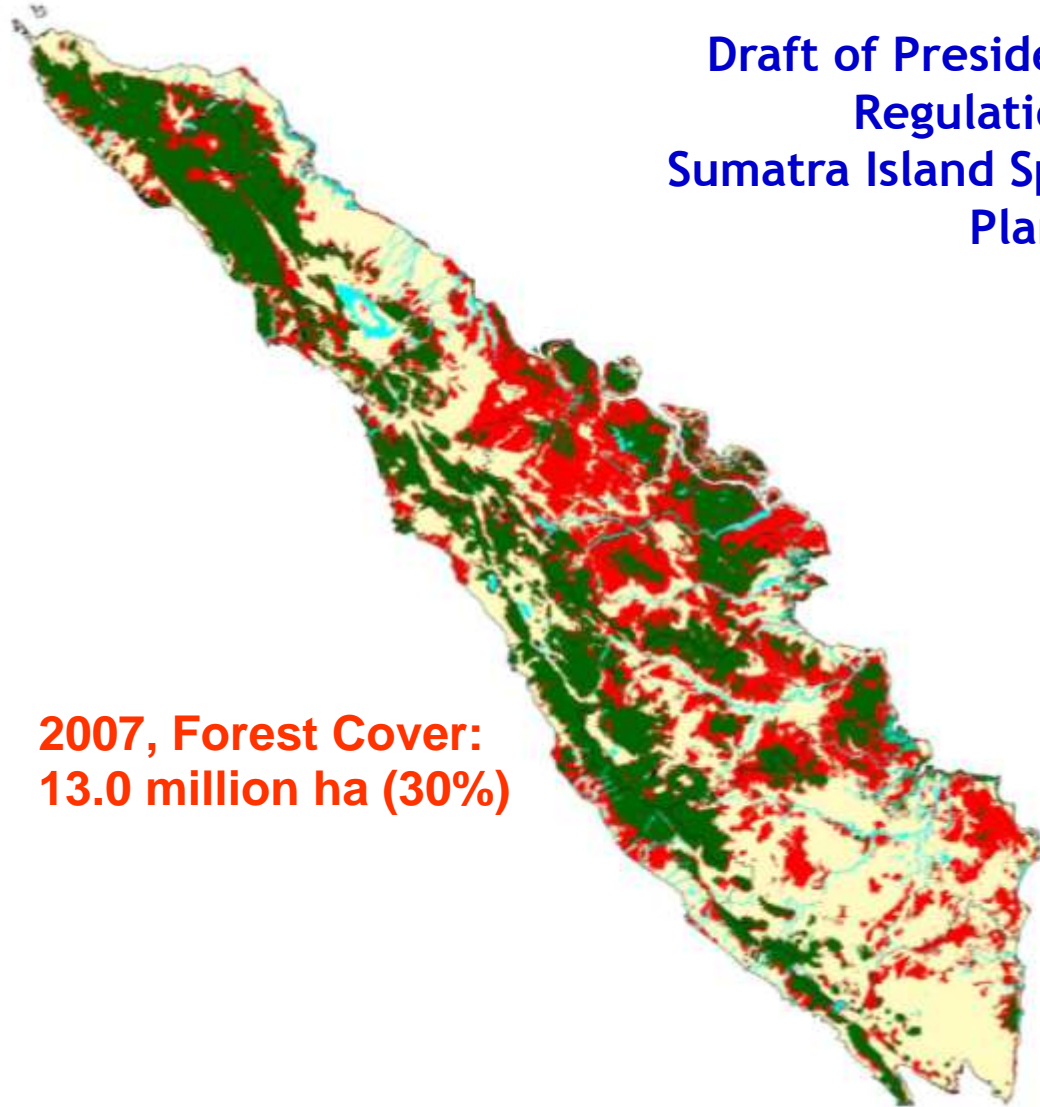 Draft of Preside
Regulatio
Sumatra Island Sp
Pla
2007, Forest Cover:
13.0 million ha (30%)